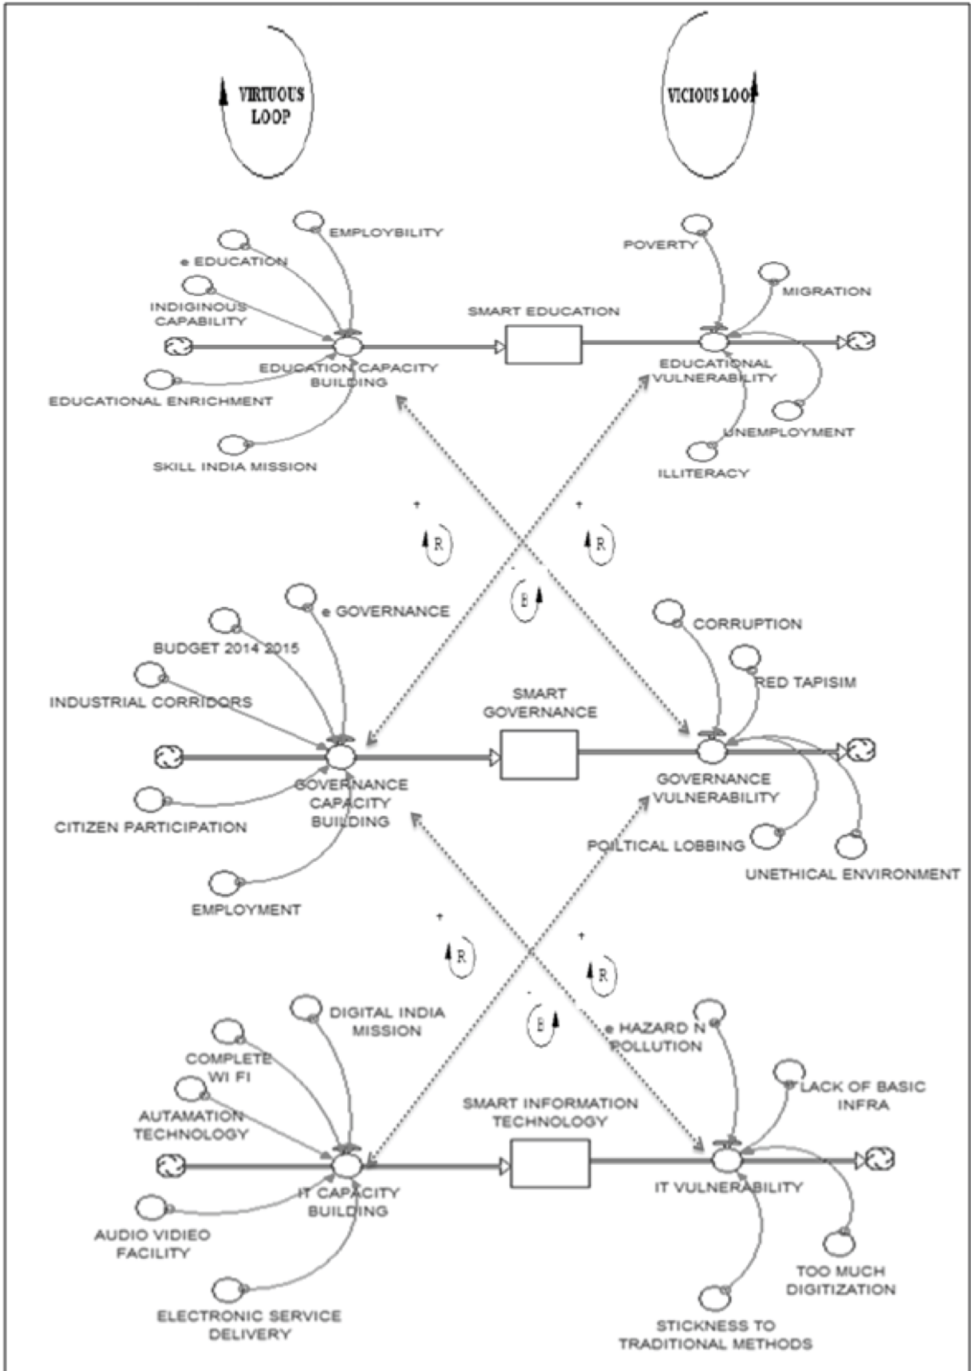 VIRTUOUS
LOOP
VICIOUS LOOP
EMPLOYBILITY
e EDUCATION
INDIGINOUS
CAPABILITY
EDUCATION CAPACITY
BUILDING
EDUCATIONAL ENRICHMENT
SKILL INDIA MISSION
SMART EDUCATION
POVERTY
MIGRATION
EDUCATIONAL
VULNERABILITY
UNEMPLOYMENT
ILLITERACY
+
R
+
R
-
B
e GOVERNANCE
BUDGET 2014 2015
INDUSTRIAL CORRIDORS
GOVERNANCE
CAPACITY
BUILDING
CITIZEN PARTICIPATION
EMPLOYMENT
SMART
GOVERNANCE
CORRUPTION
RED TAPISIM
GOVERNANCE
VULNERABILITY
POILTICAL LOBBING
UNETHICAL ENVIRONMENT
+
R
+
R
-
B
DIGITAL INDIA
MISSION
COMPLETE
WI FI
AUTAMATION
TECHNOLOGY
IT CAPACITY
BUILDING
AUDIO VIDIEO
FACILITY
ELECTRONIC SERVICE
DELIVERY
SMART INFORMATION
TECHNOLOGY
e HAZARD N
POLLUTION
LACK OF BASIC
INFRA
IT VULNERABILITY
TOO MUCH
DIGITIZATION
STICKNESS TO
TRADITIONAL METHODS